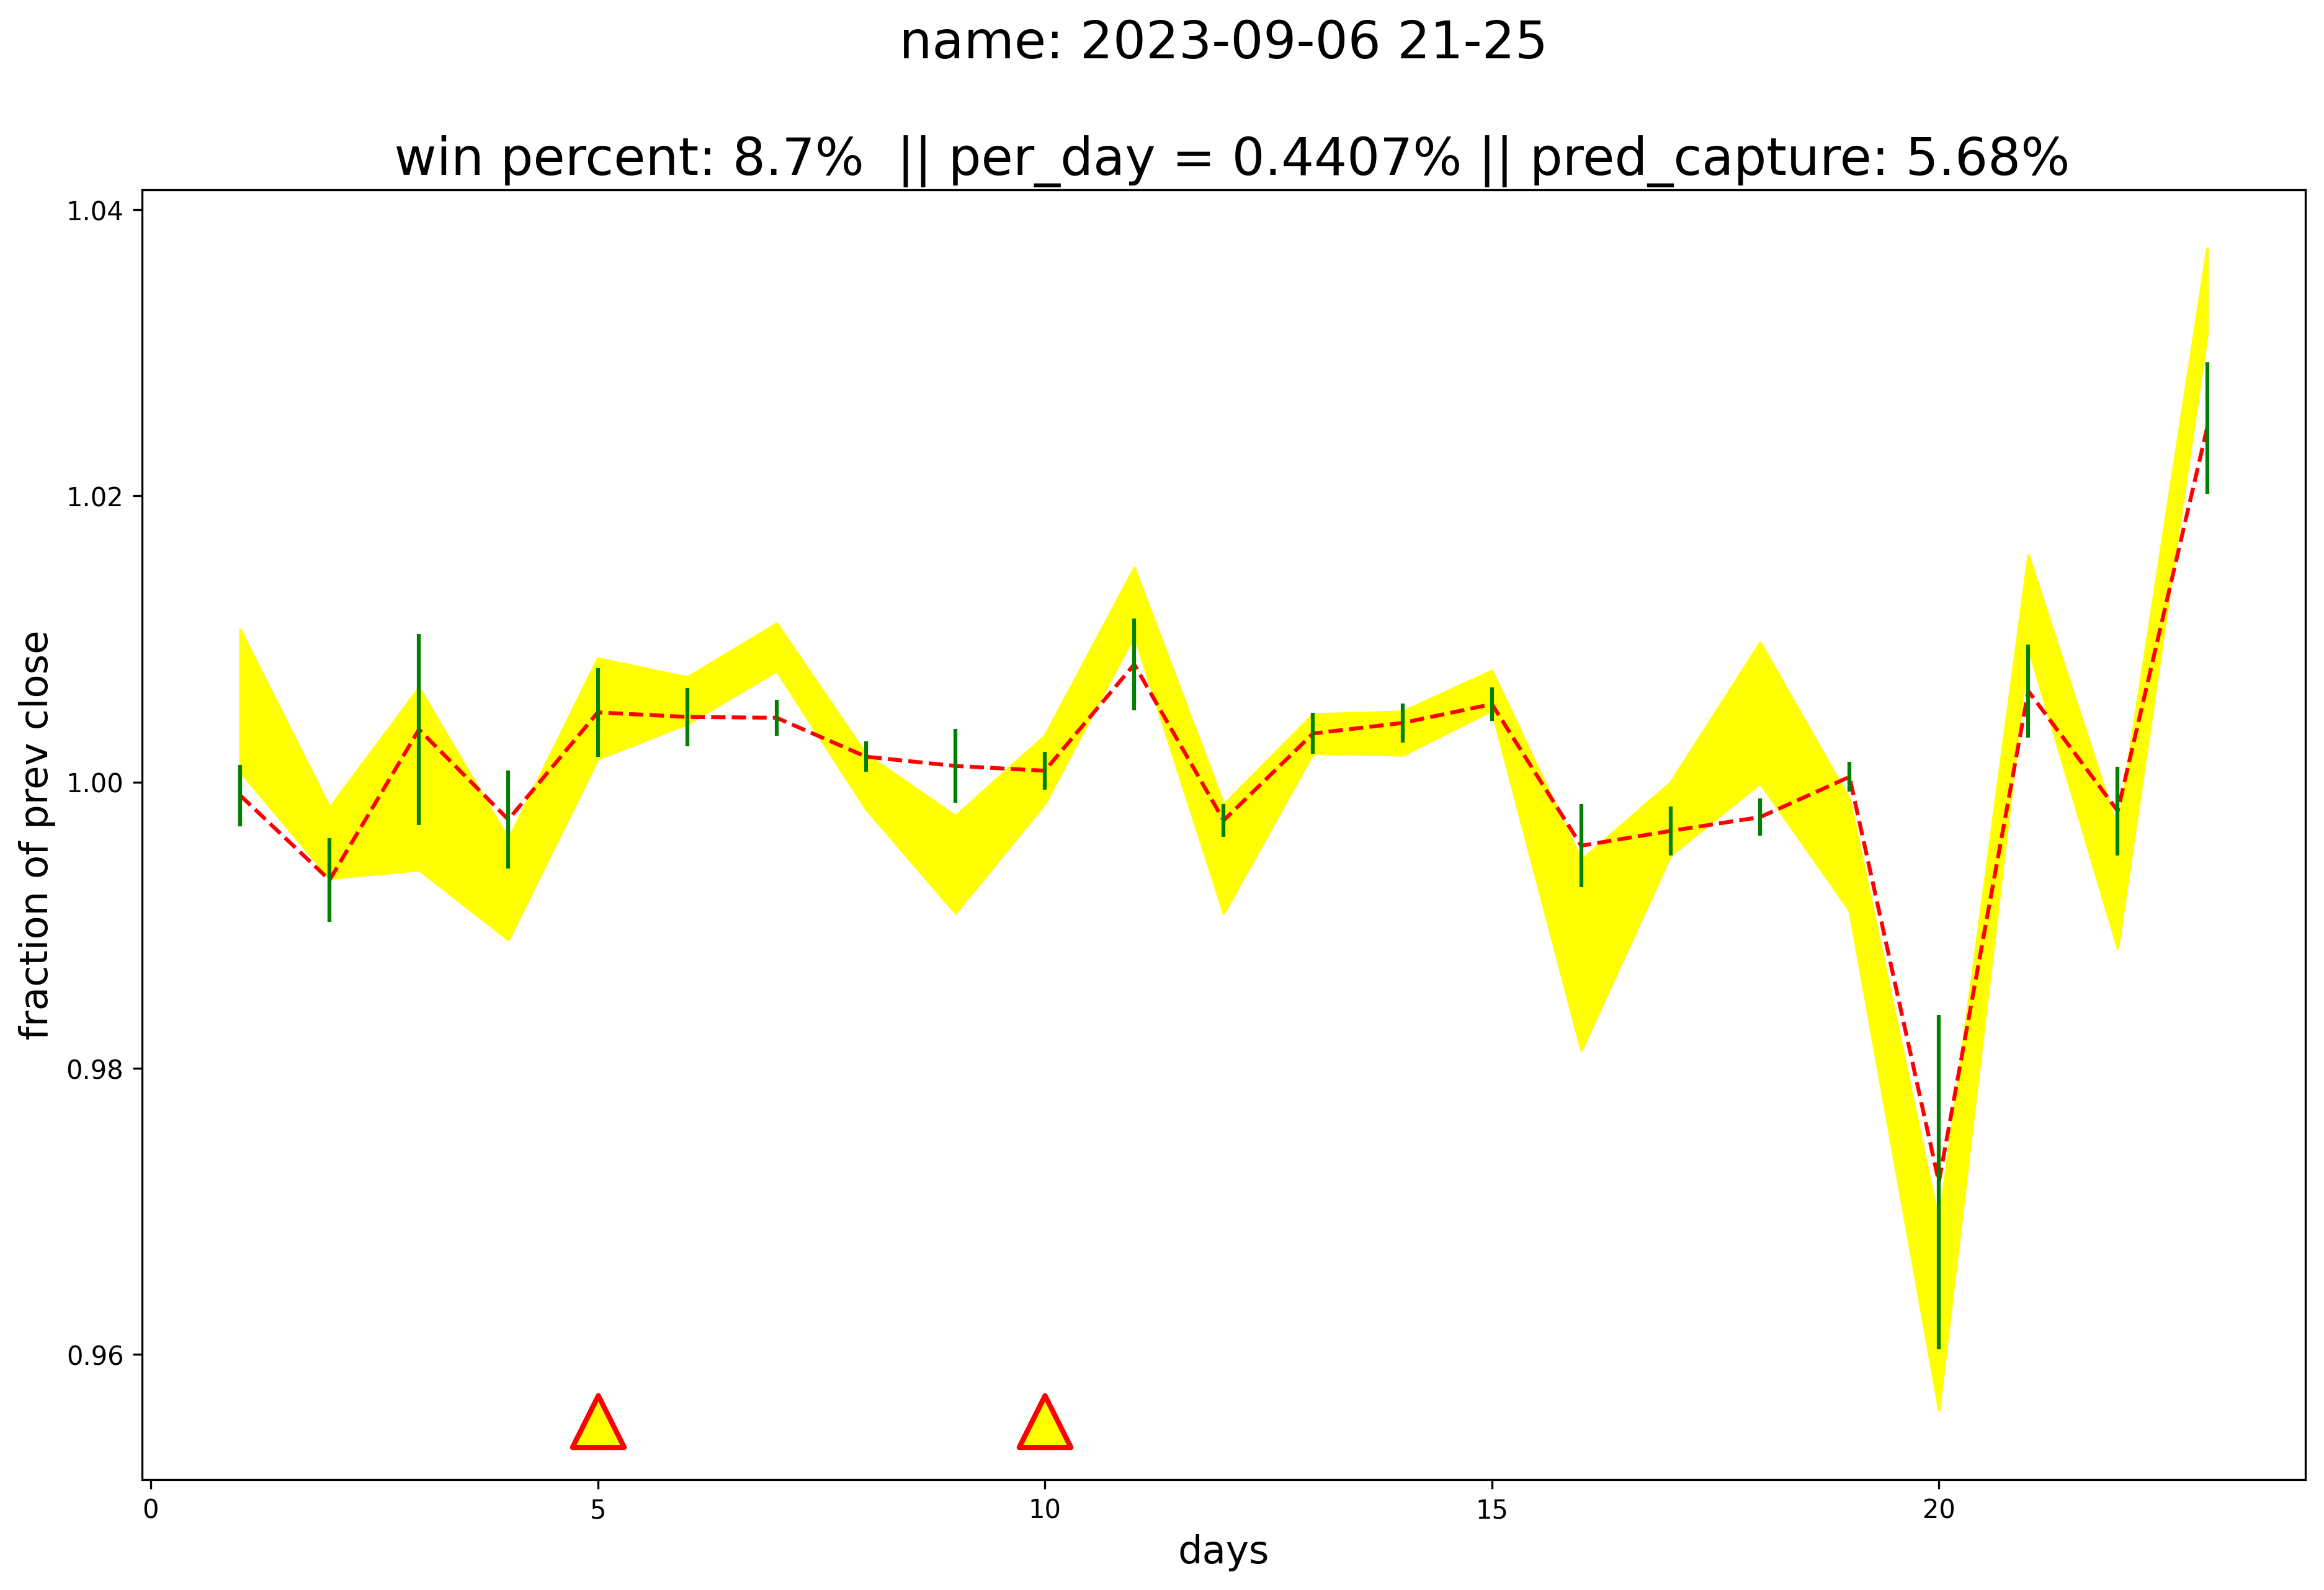 name: 2023-09-06 21-25
win percent: 8.7%  || per_day = 0.4407% || pred_capture: 5.68%
1.04
1.02
1.00
0.98
0.96
fraction of prev close
0
5
10
15
20
days